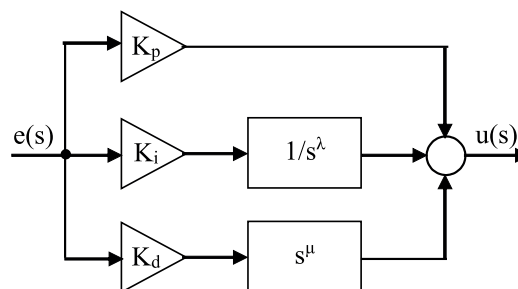 K_p
e(s)
K_i
1/s^λ
u(s)
K_d
s^μ